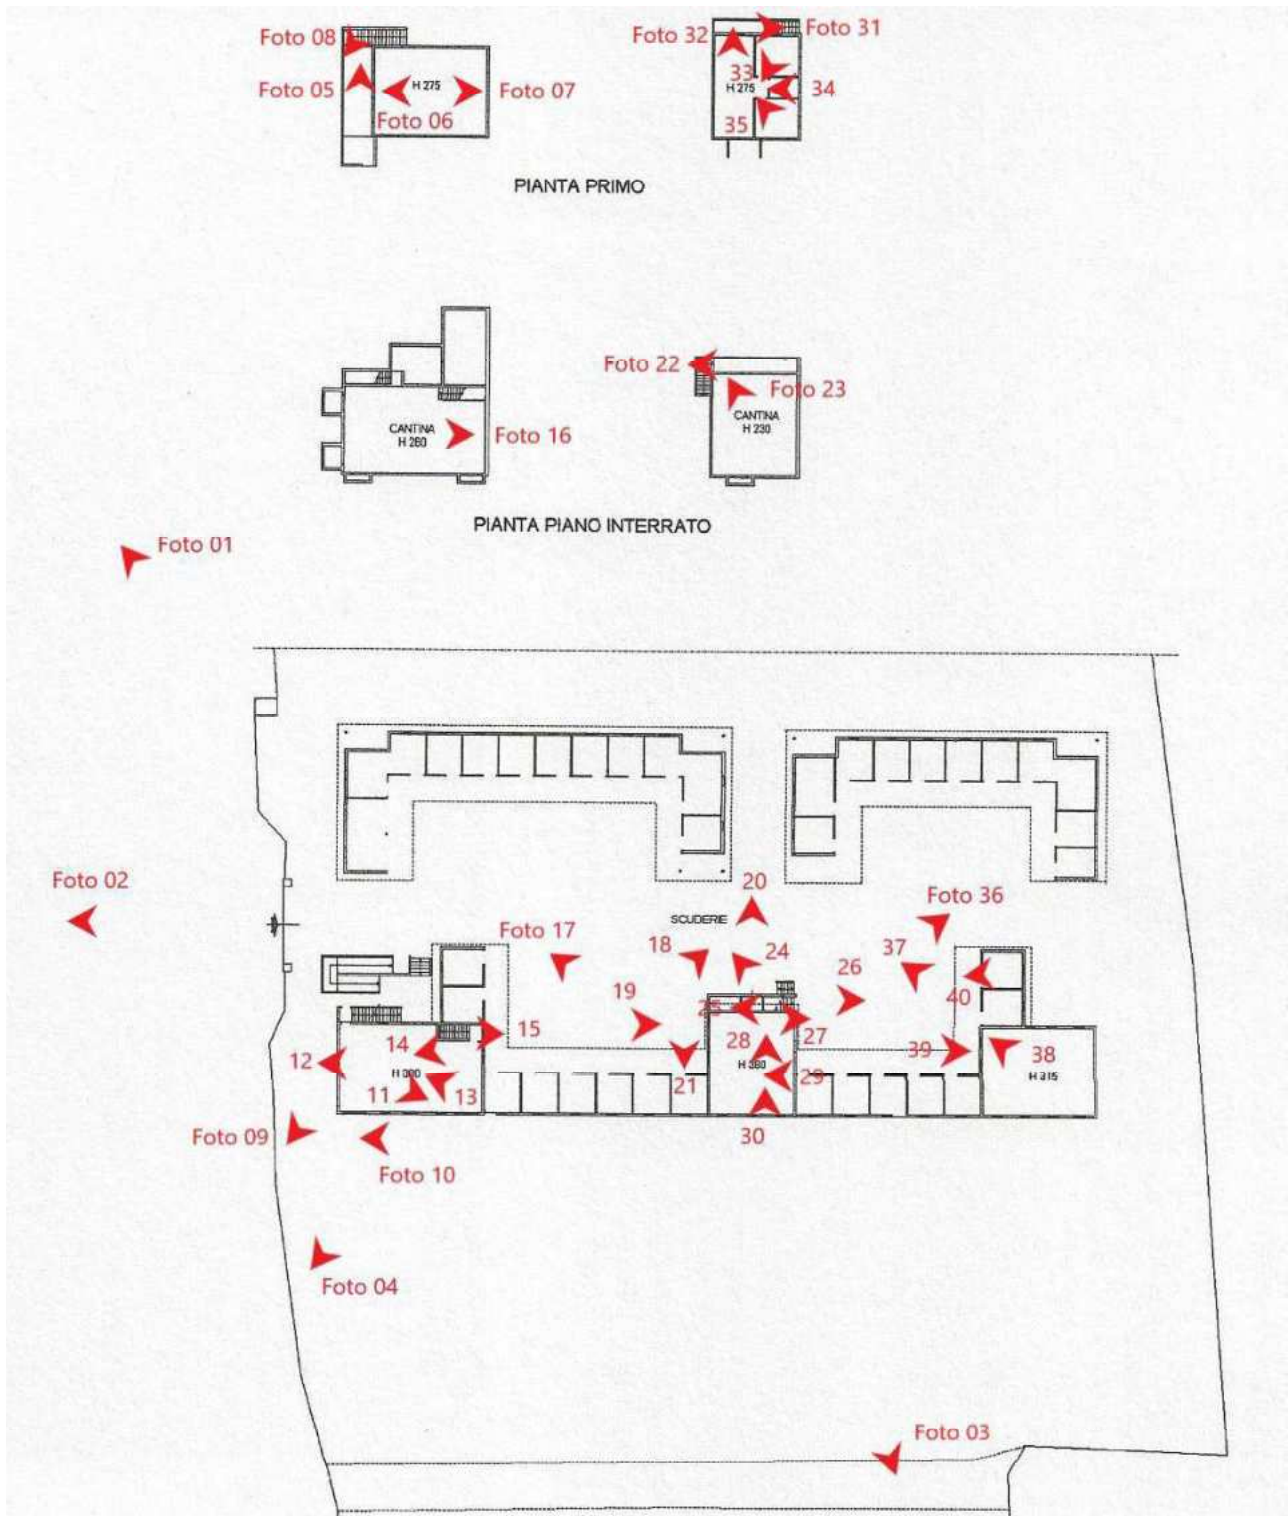 Foto 08
Foto 05
H 275
Foto 06
Foto 07
Foto 32
Foto 31
33
H 275
34
35
PIANTA PRIMO
CANTINA
H 260
Foto 16
Foto 22
Foto 23
CANTINA
H 230
PIANTA PIANO INTERRATO
Foto 01
Foto 02
20
SCUDERIE
Foto 36
Foto 17
18
24
37
26
40
19
25
15
27
12
14
28
39
38
H 315
21
H 380
29
11
13
30
Foto 09
Foto 10
Foto 04
Foto 03